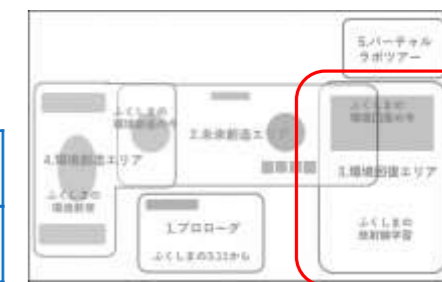 5.バーチャル
ラボツアー
ふくしまの
環境創造の今
2.未来創造エリア
ふくしまの
環境回復の今
4.環境創造エリア
3.環境回復エリア
ふくしまの
環境創造
1.プロローグ
ふくしまの3.11から
ふくしまの
放射線学習